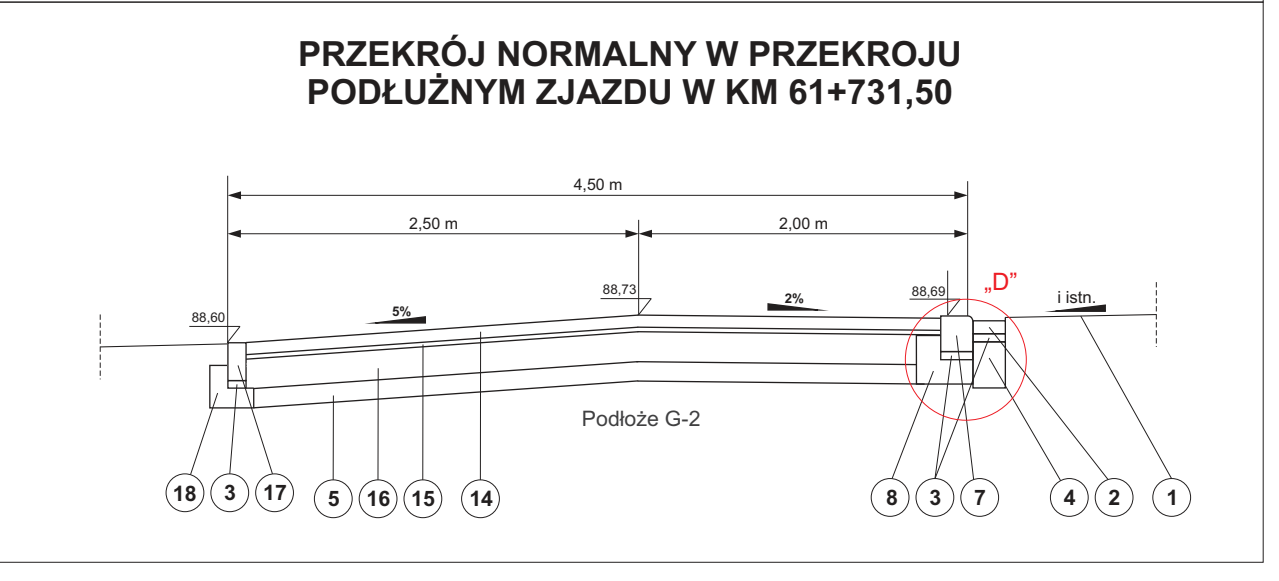 PRZEKRÓJ NORMALNY W PRZEKROJU
PODŁUŻNYM ZJAZDU W KM 61+731,50
4,50 m
2,50 m
2,00 m
„D”
88,60
5%
88,73
2%
88,69
i istn.
Podłoże G-2
18
3
17
5
16
15
14
8
3
7
4
2
1